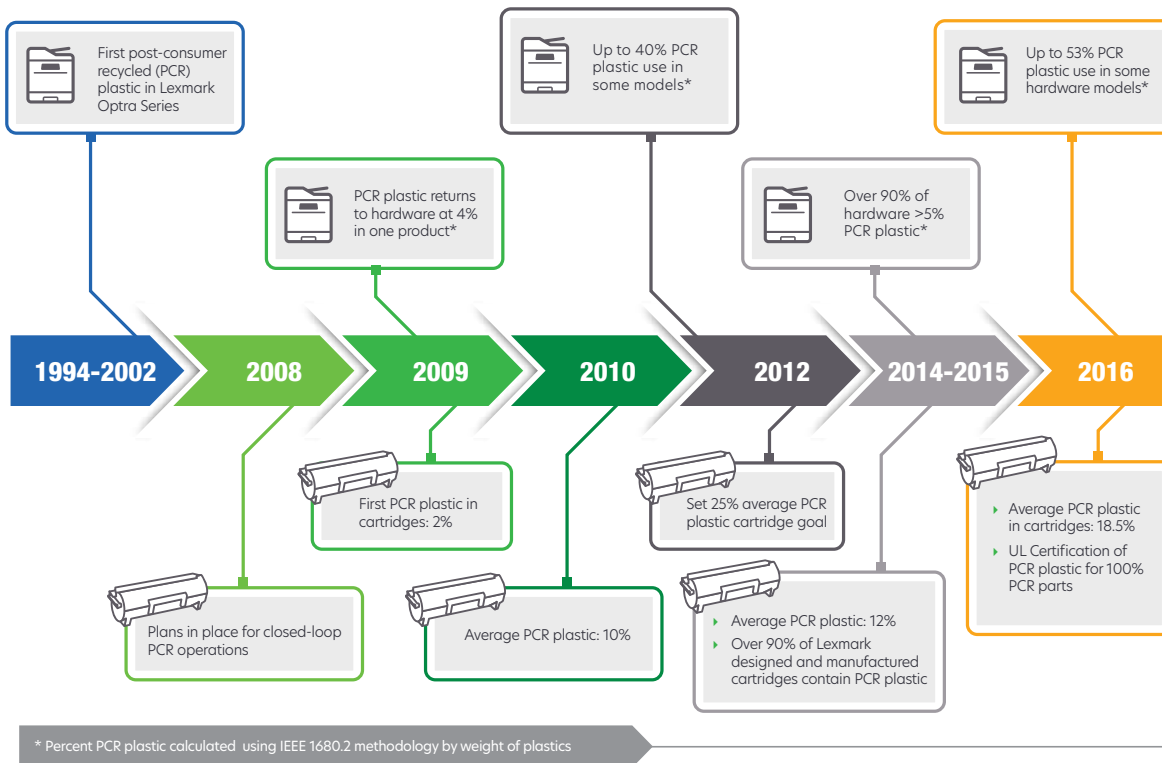 First post-consumer
recycled (PCR)
plastic in Lexmark
Optra Series
Up to 40% PCR
plastic use in
some models*
Up to 53% PCR
plastic use in some
hardware models*
PCR plastic returns
to hardware at 4%
in one product*
Over 90% of
hardware >5%
PCR plastic*
1994-2002
2008
2009
2010
2012
2014-2015
2016
First PCR plastic in
cartridges: 2%
Set 25% average PCR
plastic cartridge goal
Average PCR plastic
in cartridges: 18.5%
UL Certification of
PCR plastic for 100%
PCR parts
Plans in place for closed-loop
PCR operations
Average PCR plastic: 10%
Average PCR plastic: 12%
Over 90% of Lexmark
designed and manufactured
cartridges contain PCR plastic
* Percent PCR plastic calculated using IEEE 1680.2 methodology by weight of plastics